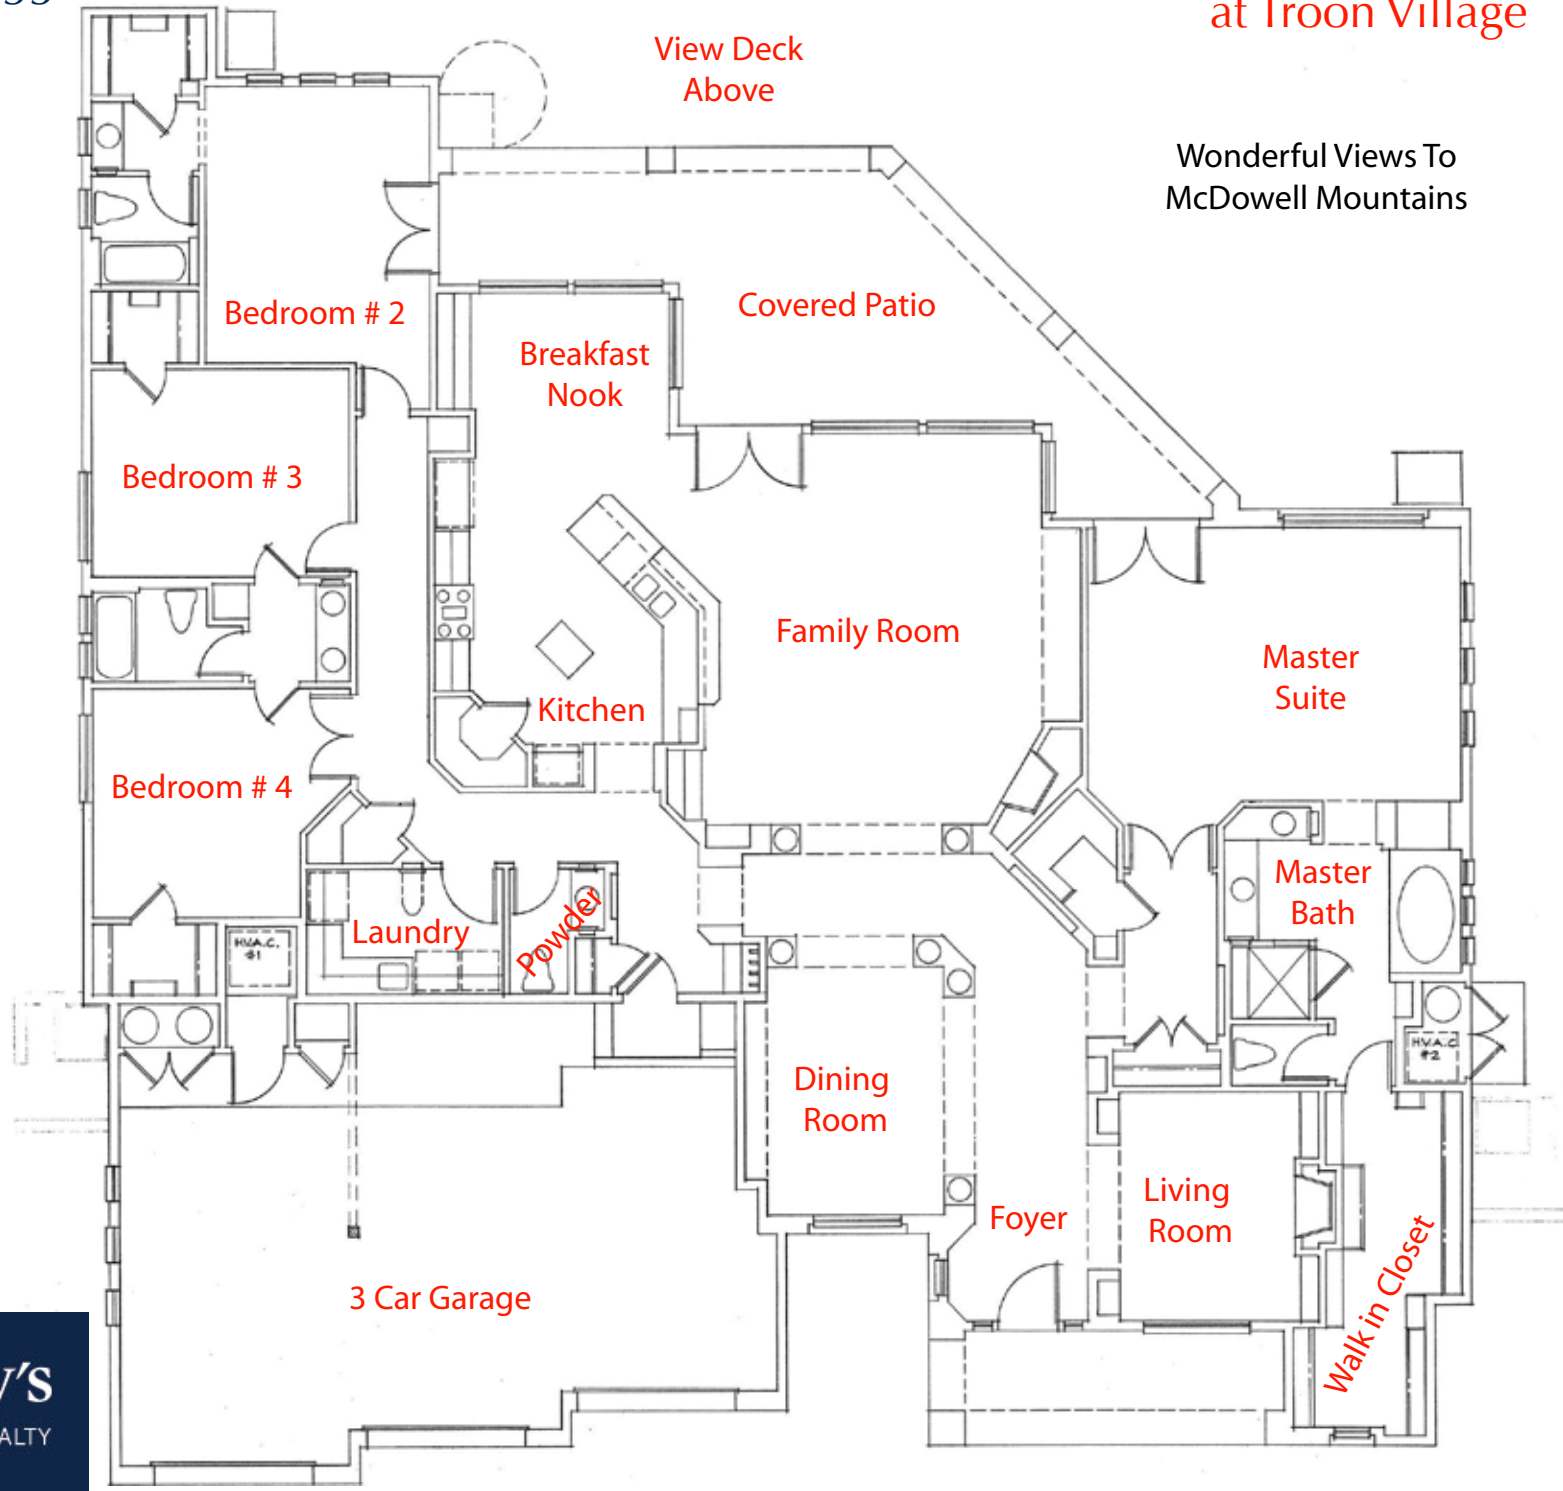 at Troon Village
View Deck
Above
Wonderful Views To
McDowell Mountains
Bedroom # 2
Covered Patio
Breakfast
Nook
Bedroom # 3
Family Room
Master
Suite
Kitchen
Bedroom # 4
Master
Bath
Laundry
Powder
H.V.A.C.
#1
H.V.A.C.
#2
Dining
Room
Living
Room
Foyer
Walk in Closet
3 Car Garage